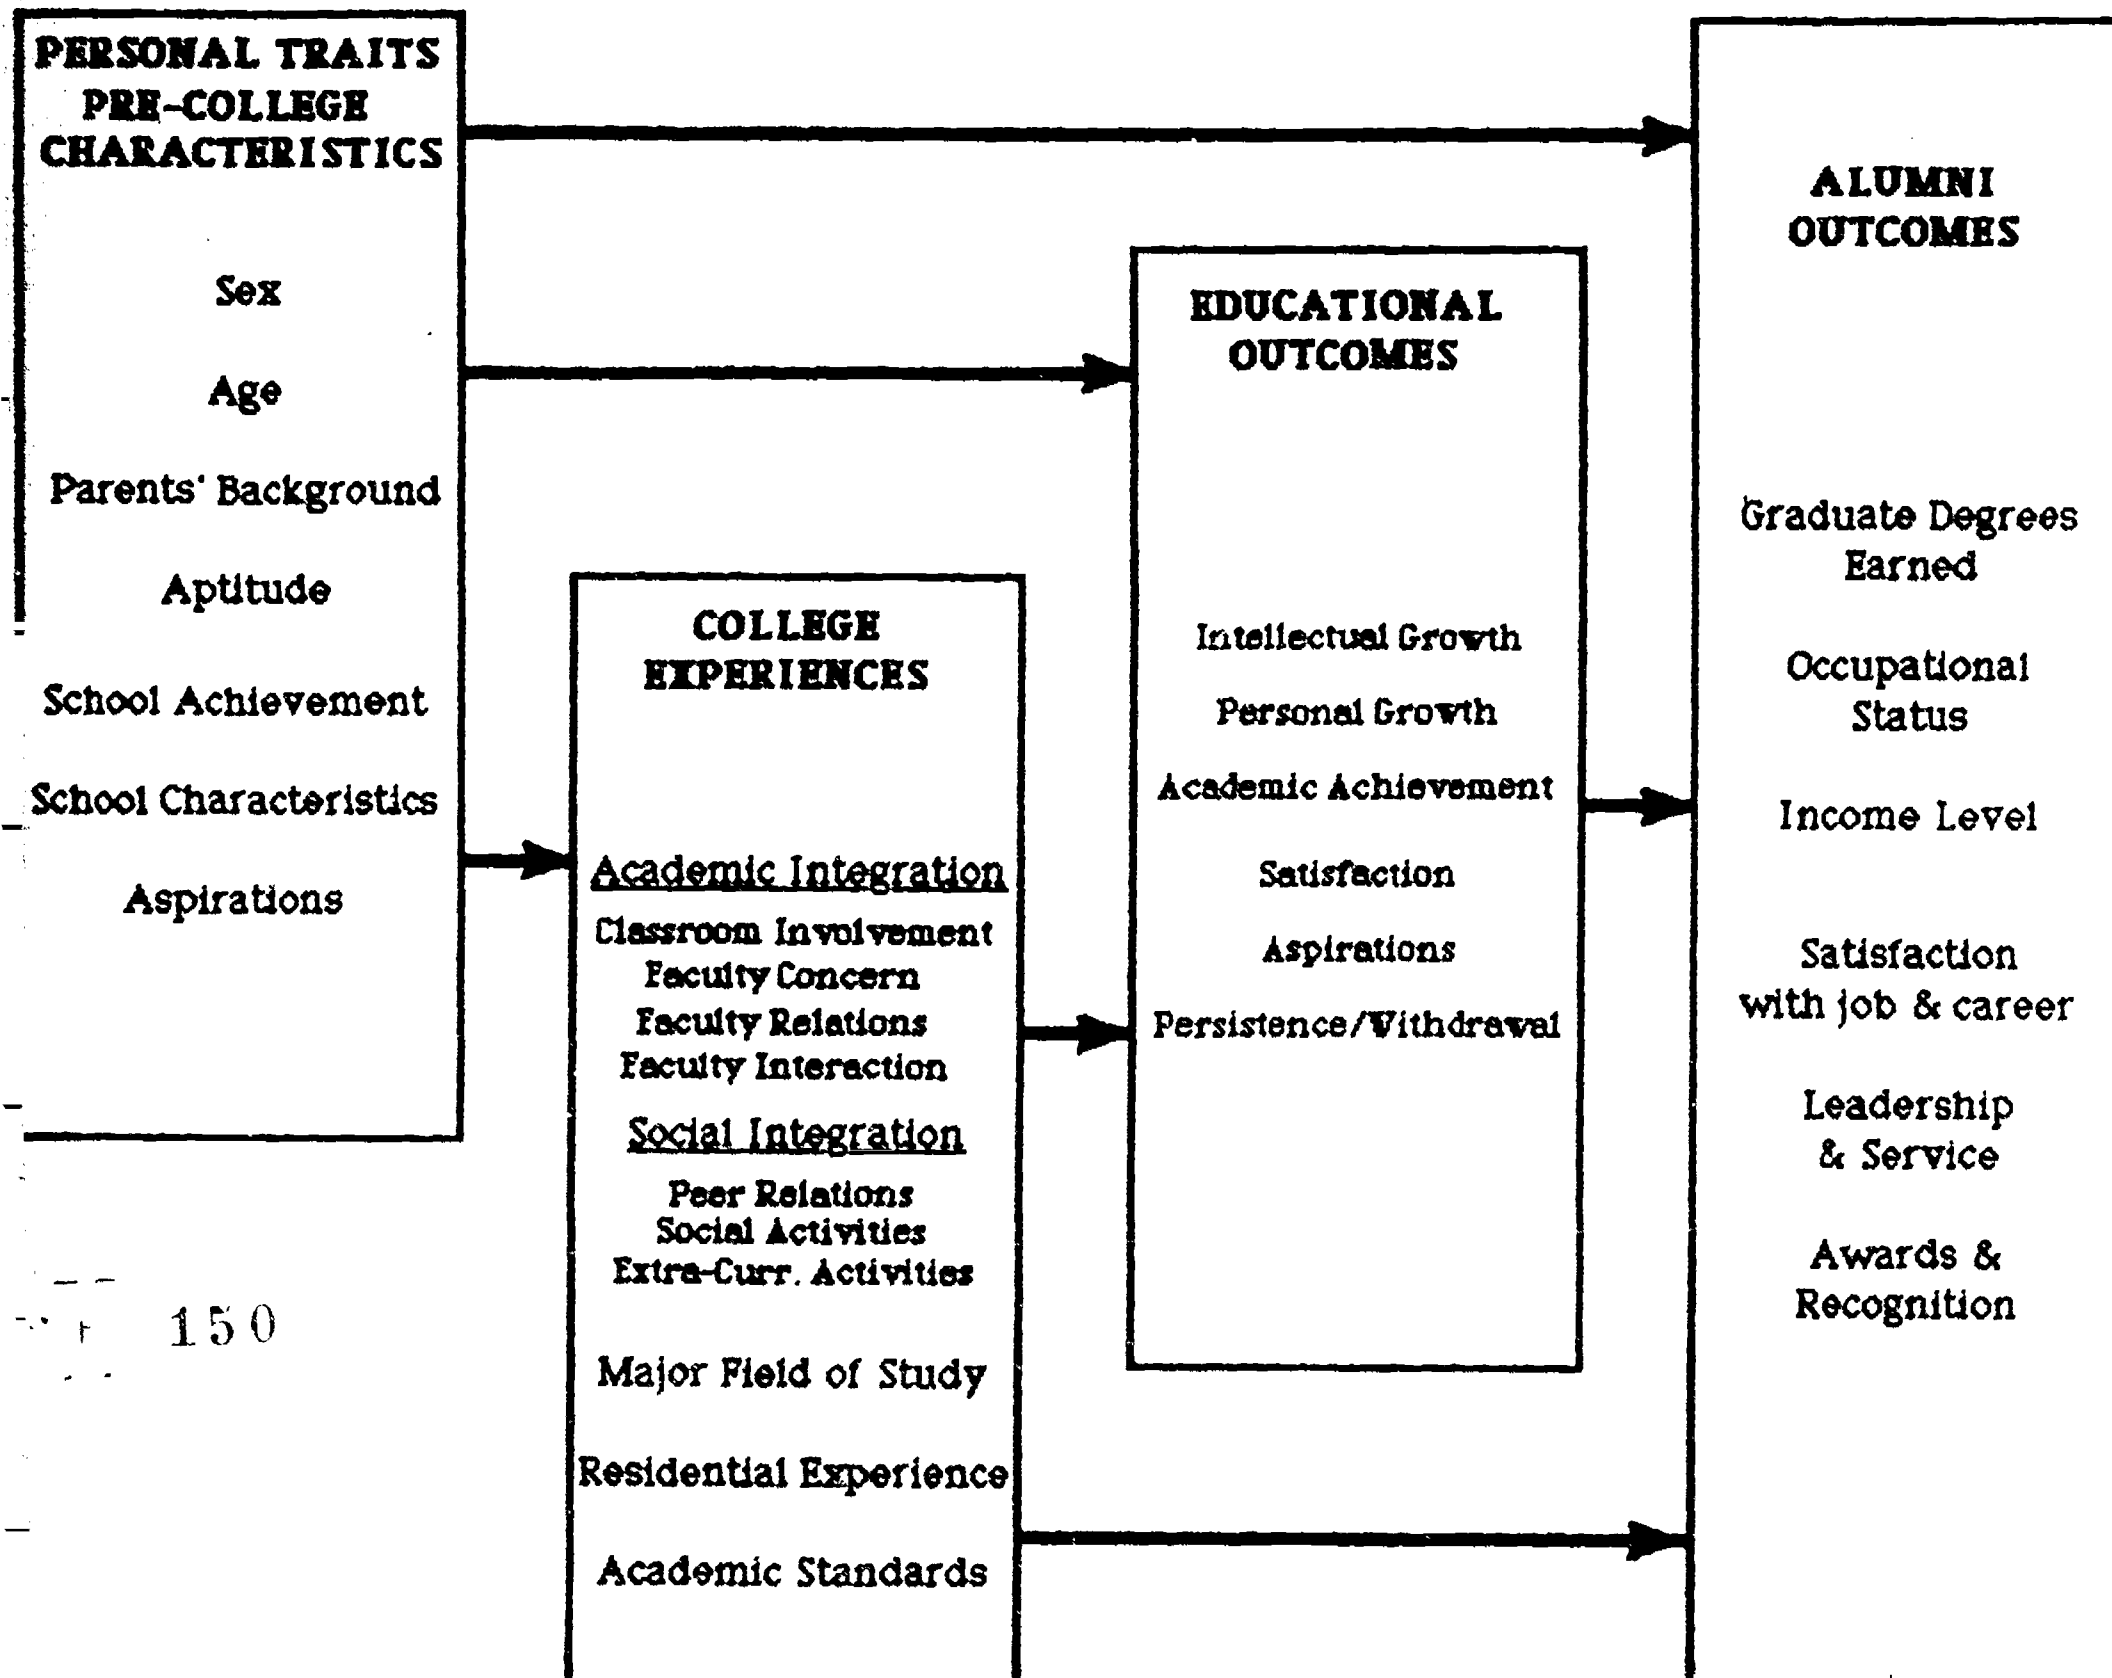 PERSONAL TRAITS
PRE-COLLEGE
CHARACTERISTICS
Sex
Age
Parents' Background
Aptitude
School Achievement
School Characteristics
Aspirations
COLLEGE
EXPERIENCES
Academic Integration
Classroom Involvement
Faculty Concern
Faculty Relations
Faculty Interaction
Social Integration
Peer Relations
Social Activities
Extra-Curr. Activities
Major Field of Study
Residential Experience
Academic Standards
EDUCATIONAL
OUTCOMES
Intellectual Growth
Personal Growth
Academic Achievement
Satisfaction
Aspirations
Persistence/Withdrawal
ALUMNI
OUTCOMES
Graduate Degrees
Earned
Occupational
Status
Income Level
Satisfaction
with job & career
Leadership
& Service
Awards &
Recognition
150